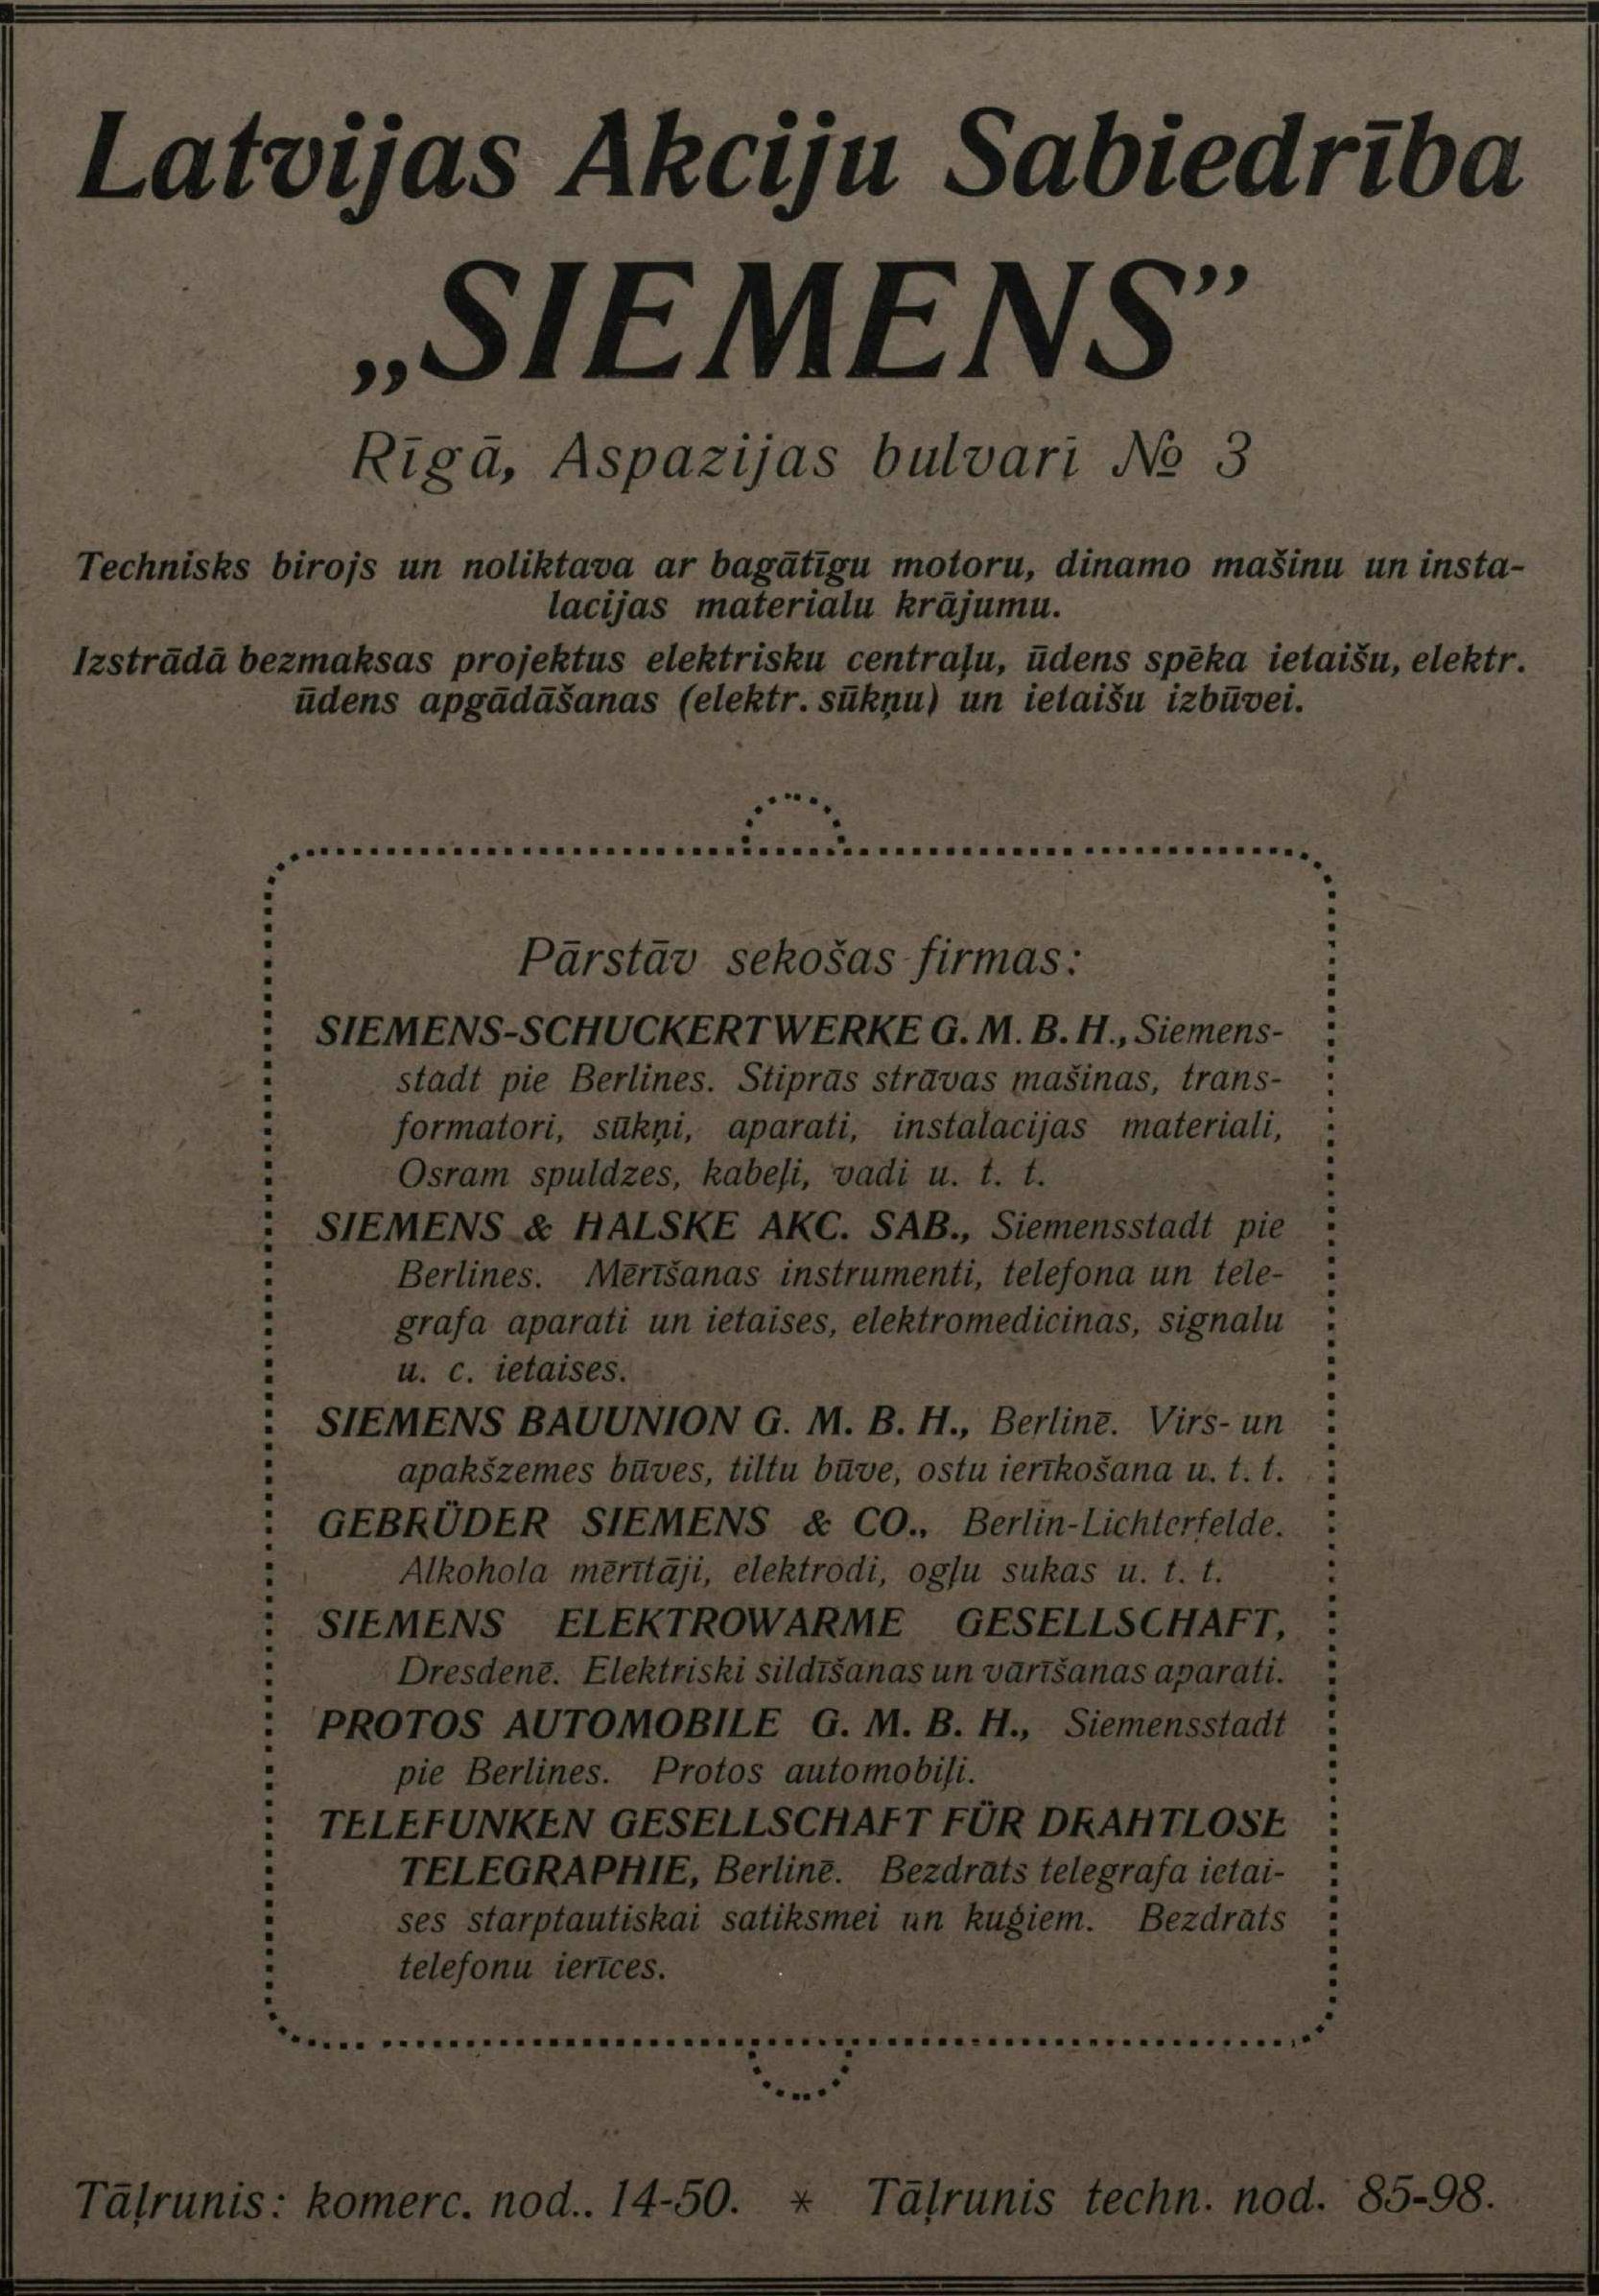 Latvijas Akciju Sabiedrība
„SIEMENS”
Rīgā, Aspazijas bulvarī № 3
Technisks birojs un noliktava ar bagātīgu motoru, dinamo mašinu un insta-
lacijas materialu krājumu.
Izstrādā bezmaksas projektus elektrisku centraļu, ūdens spēka ietaišu, elektr.
ūdens apgādāšanas (elektr. sūkņu) un ietaišu izbūvei.
Pārstāv sekošas firmas:
SIEMENS-SCHUCKERTWERKE G. M. B. H., Siemens-
stadt pie Berlines. Stiprās strāvas mašinas, trans-
formatori, sūkņi, aparati, instalacijas materiali,
Osram spuldzes, kabeļi, vadi u. t. t.
SIEMENS & HALSKE AKC. SAB., Siemensstadt pie
Berlines. Mērīšanas instrumenti, telefona un tele-
grafa aparati un ietaises, elektromedicinas, signalu
u. c. ietaises.
SIEMENS BAUUNION G. M. B. H., Berlinē. Virs- un
apakšzemes būves, tiltu būve, ostu ierīkošana u. t. t.
GEBRÜDER SIEMENS & CO., Berlin-Lichterfelde.
Alkohola mērītāji, elektrodi, ogļu sukas u. t. t.
SIEMENS ELEKTROWARME GESELLSCHAFT,
Dresdenē. Elektriski sildīšanas un vārīšanas aparati.
PROTOS AUTOMOBILE G. M. B. H., Siemensstadt
pie Berlines. Protos automobiļi.
TELEFUNKEN GESELLSCHAFT FÜR DRAHTLOSE
TELEGRAPHIE, Berlinē. Bezdrāts telegrafa ietai-
ses starptautiskai satiksmei un kuģiem. Bezdrāts
telefonu ierīces.
Tāļrunis: komerc. nod.. 14-50. * Tāļrunis techn. nod. 85-98.